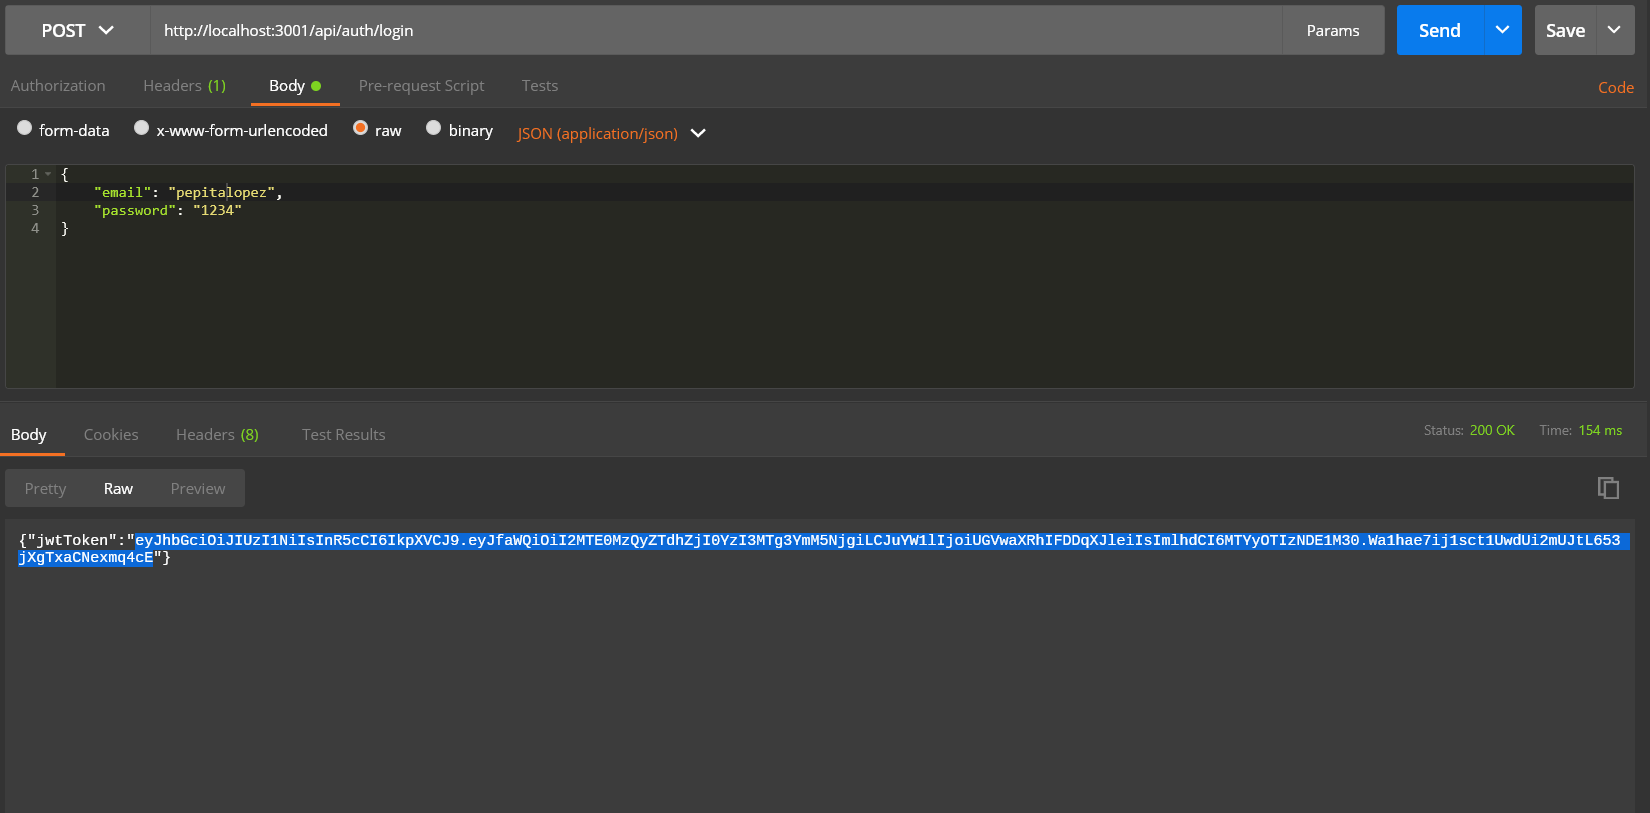 POST http://localhost:3001/api/auth/login Params Send Save
Authorization Headers (1) Body Pre-request Script Tests Code
form-data x-www-form-urlencoded raw binary JSON (application/json)
1 {
2 "email": "pepitalopez",
3 "password": "1234"
4 }
Body Cookies Headers (8) Test Results Status: 200 OK Time: 154 ms
Pretty Raw Preview
{"jwtToken":"eyJhbGciOiJIUzI1NiIsInR5cCI6IkpXVCJ9.eyJfaWQiOiI2MTE0MzQyZTdhZjI0YzI3MTg3YmM5NjgiLCJuYW1lIjoiUGVwaXRhIFDDqXJleiIsImlhdCI6MTYyOTIzNDE1M30.Wa1hae7ij1sct1UwdUi2mUJtL653
jXgTxaCNexmq4cE"}